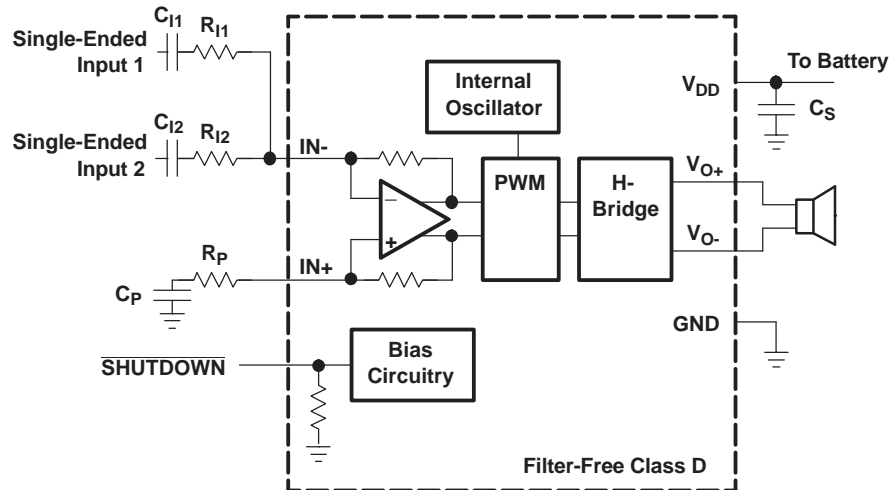 C_I1
R_I1
Single-Ended
Input 1
C_I2
R_I2
Single-Ended
Input 2
IN-
R_P
IN+
C_P
SHUTDOWN
Internal
Oscillator
PWM
H-
Bridge
−
+
Bias
Circuitry
V_DD
To Battery
C_S
V_O+
V_O-
GND
Filter-Free Class D